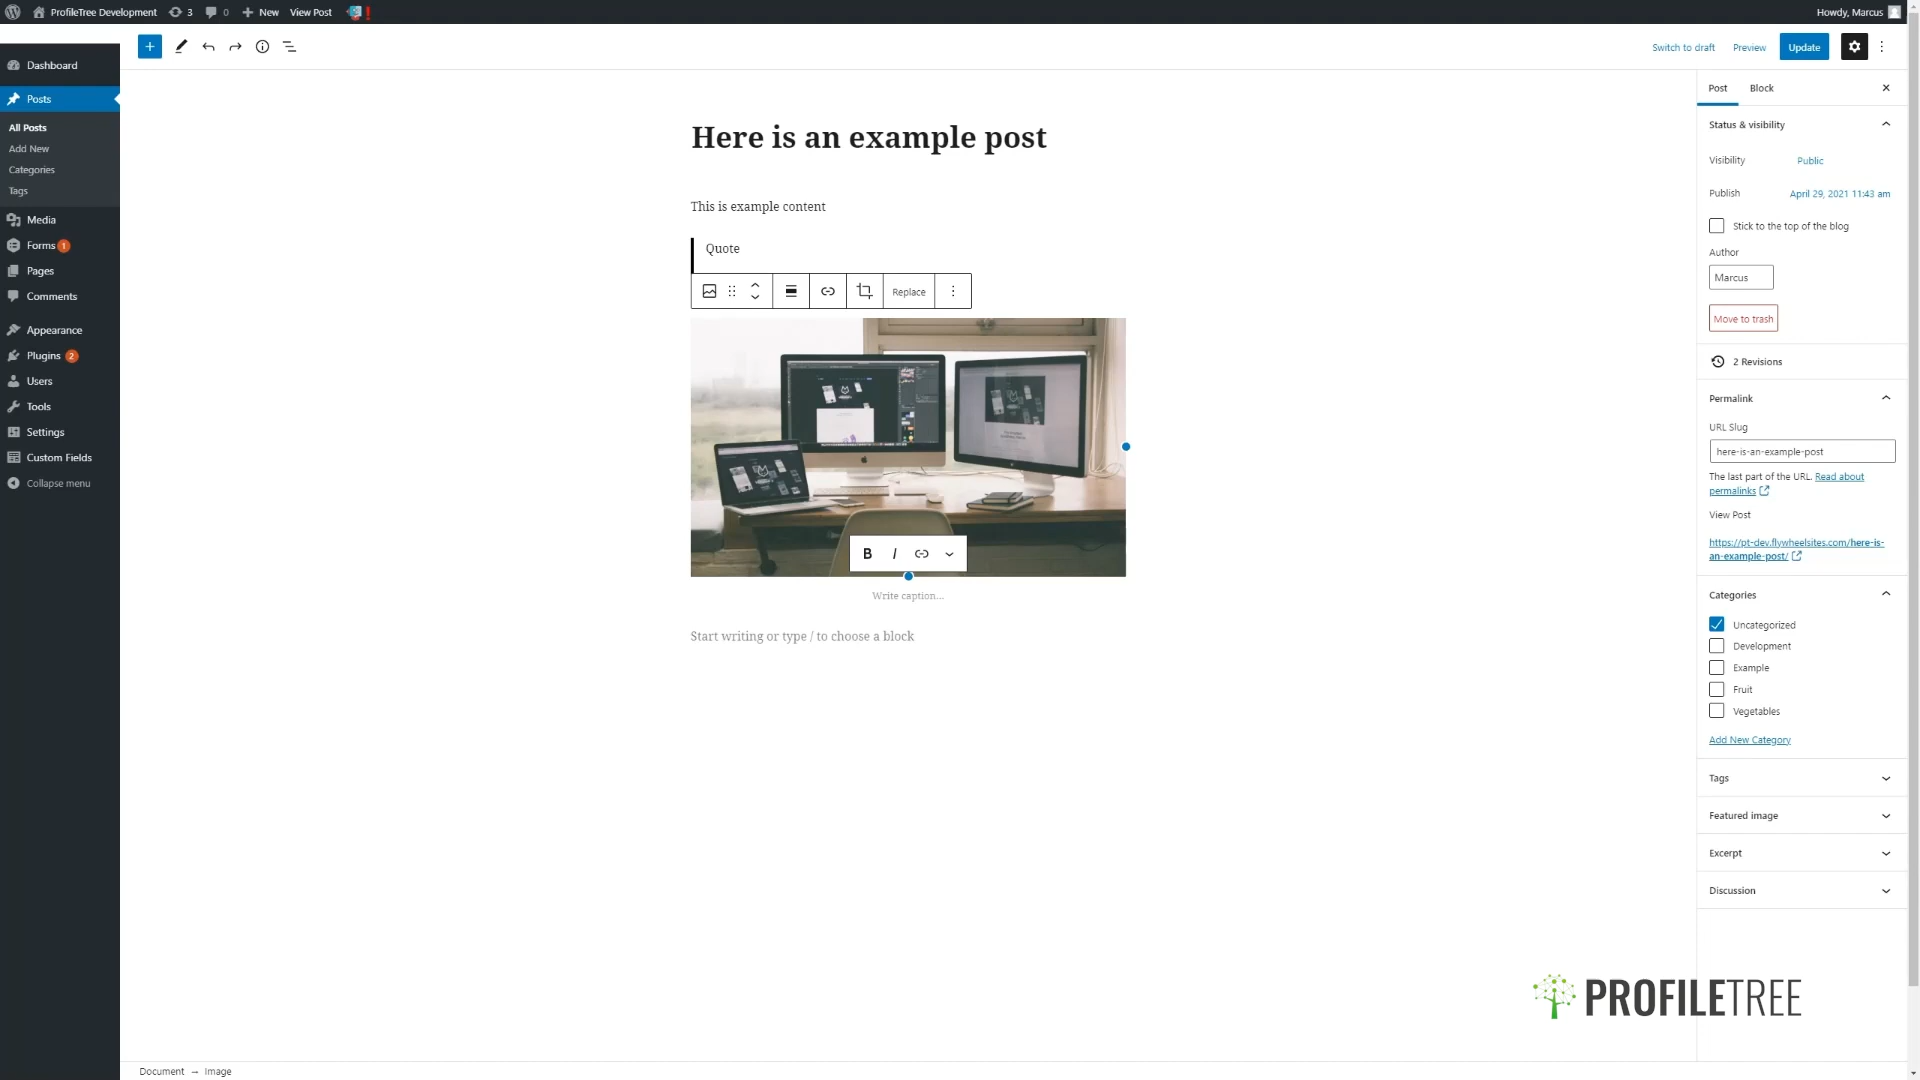 ProfileTree Development
3
0
New
View Post
Howdy, Marcus
Switch to draft
Preview
Update
Dashboard
Posts
All Posts
Add New
Categories
Tags
Media
Forms 1
Pages
Comments
Appearance
Plugins 2
Users
Tools
Settings
Custom Fields
Collapse menu
Here is an example post
This is example content
Quote
Replace
B I
Write caption...
Start writing or type / to choose a block
Post Block
Status & visibility
Visibility Public
Publish April 29, 2021 11:43 am
Stick to the top of the blog
Author
Marcus
Move to trash
2 Revisions
Permalink
URL Slug
here-is-an-example-post
The last part of the URL. Read about
permalinks
View Post
https://pt-dev.flywheelsites.com/here-is-
an-example-post/
Categories
Uncategorized
Development
Example
Fruit
Vegetables
Add New Category
Tags
Featured image
Excerpt
Discussion
PROFILETREE
Document → Image